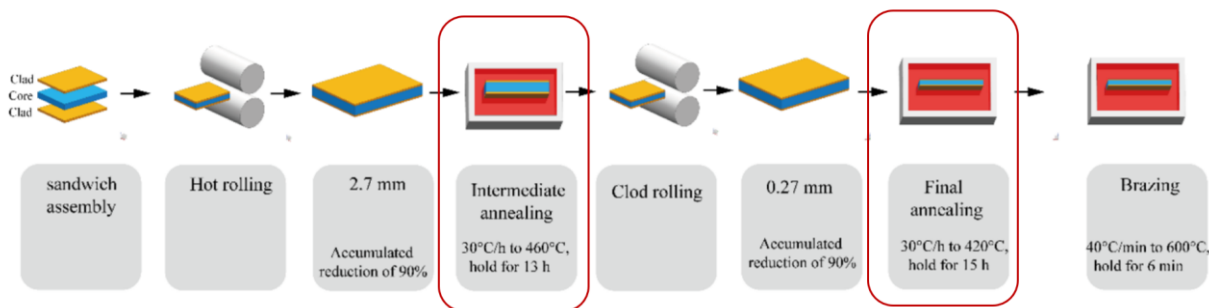 Clad
Core
Clad
sandwich
assembly
Hot rolling
2.7 mm
Accumulated
reduction of 90%
Intermediate
annealing
30°C/h to 460°C,
hold for 13 h
Clod rolling
0.27 mm
Accumulated
reduction of 90%
Final
annealing
30°C/h to 420°C,
hold for 15 h
Brazing
40°C/min to 600°C,
hold for 6 min